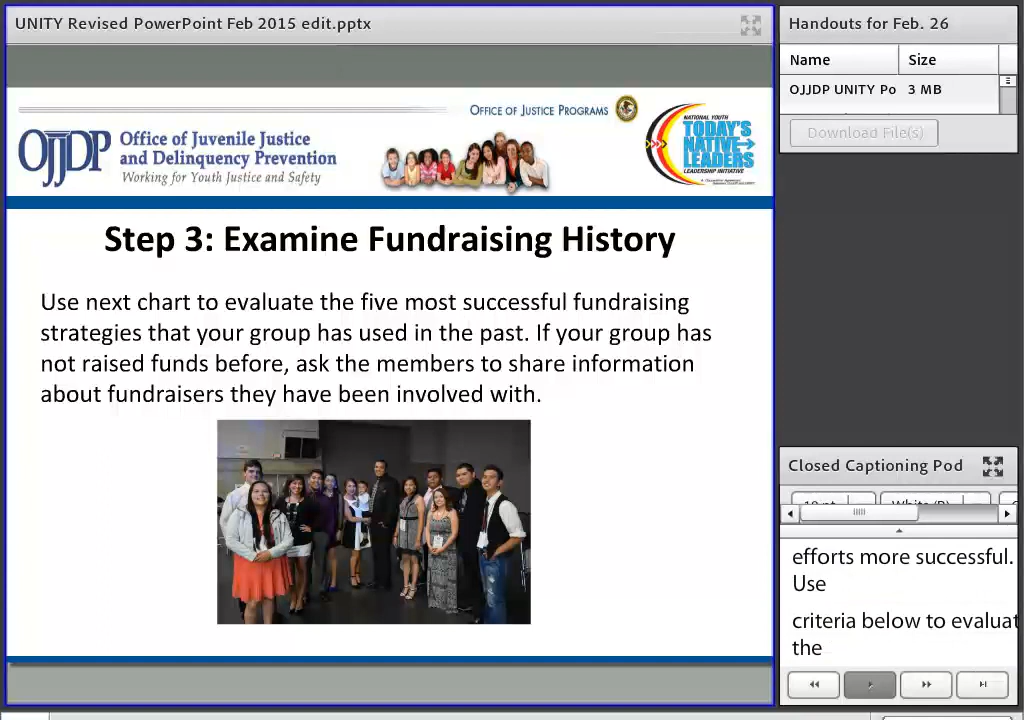 UNITY Revised PowerPoint Feb 2015 edit.pptx
OFFICE OF JUSTICE PROGRAMS
OJJDP
Office of Juvenile Justice
and Delinquency Prevention
Working for Youth Justice and Safety
NATIONAL YOUTH
TODAY'S
NATIVE
LEADERS
LEADERSHIP INITIATIVE
Step 3: Examine Fundraising History
Use next chart to evaluate the five most successful fundraising
strategies that your group has used in the past. If your group has
not raised funds before, ask the members to share information
about fundraisers they have been involved with.
Handouts for Feb. 26
Name Size
OJJDP UNITY Po 3 MB
Download File(s)
Closed Captioning Pod
efforts more successful.
Use
criteria below to evaluat
the